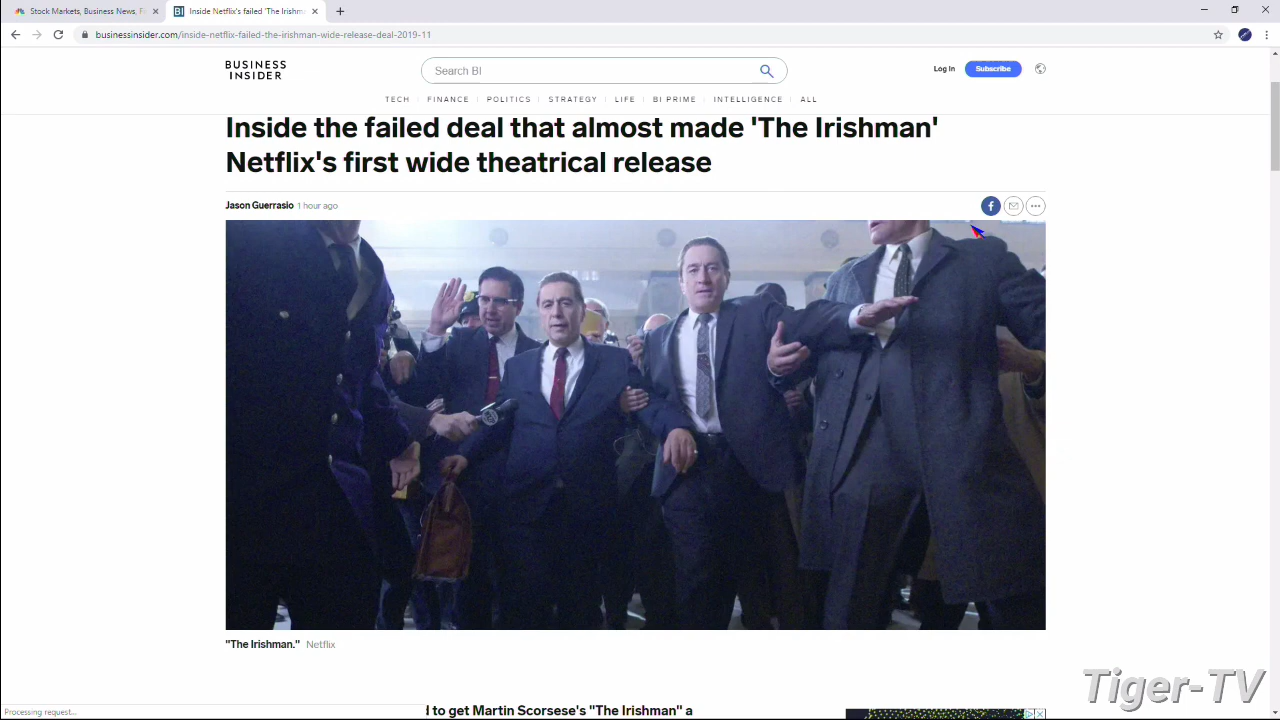 Stock Markets, Business News, Fi
Inside Netflix's failed 'The Irishm
businessinsider.com/inside-netflix-failed-the-irishman-wide-release-deal-2019-11
BUSINESS
INSIDER
Search BI
Log In
Subscribe
TECH FINANCE POLITICS STRATEGY LIFE BI PRIME INTELLIGENCE ALL
Inside the failed deal that almost made 'The Irishman'
Netflix's first wide theatrical release
Jason Guerrasio 1 hour ago
"The Irishman." Netflix
Tiger-TV
Processing request...
to get Martin Scorsese's "The Irishman" a